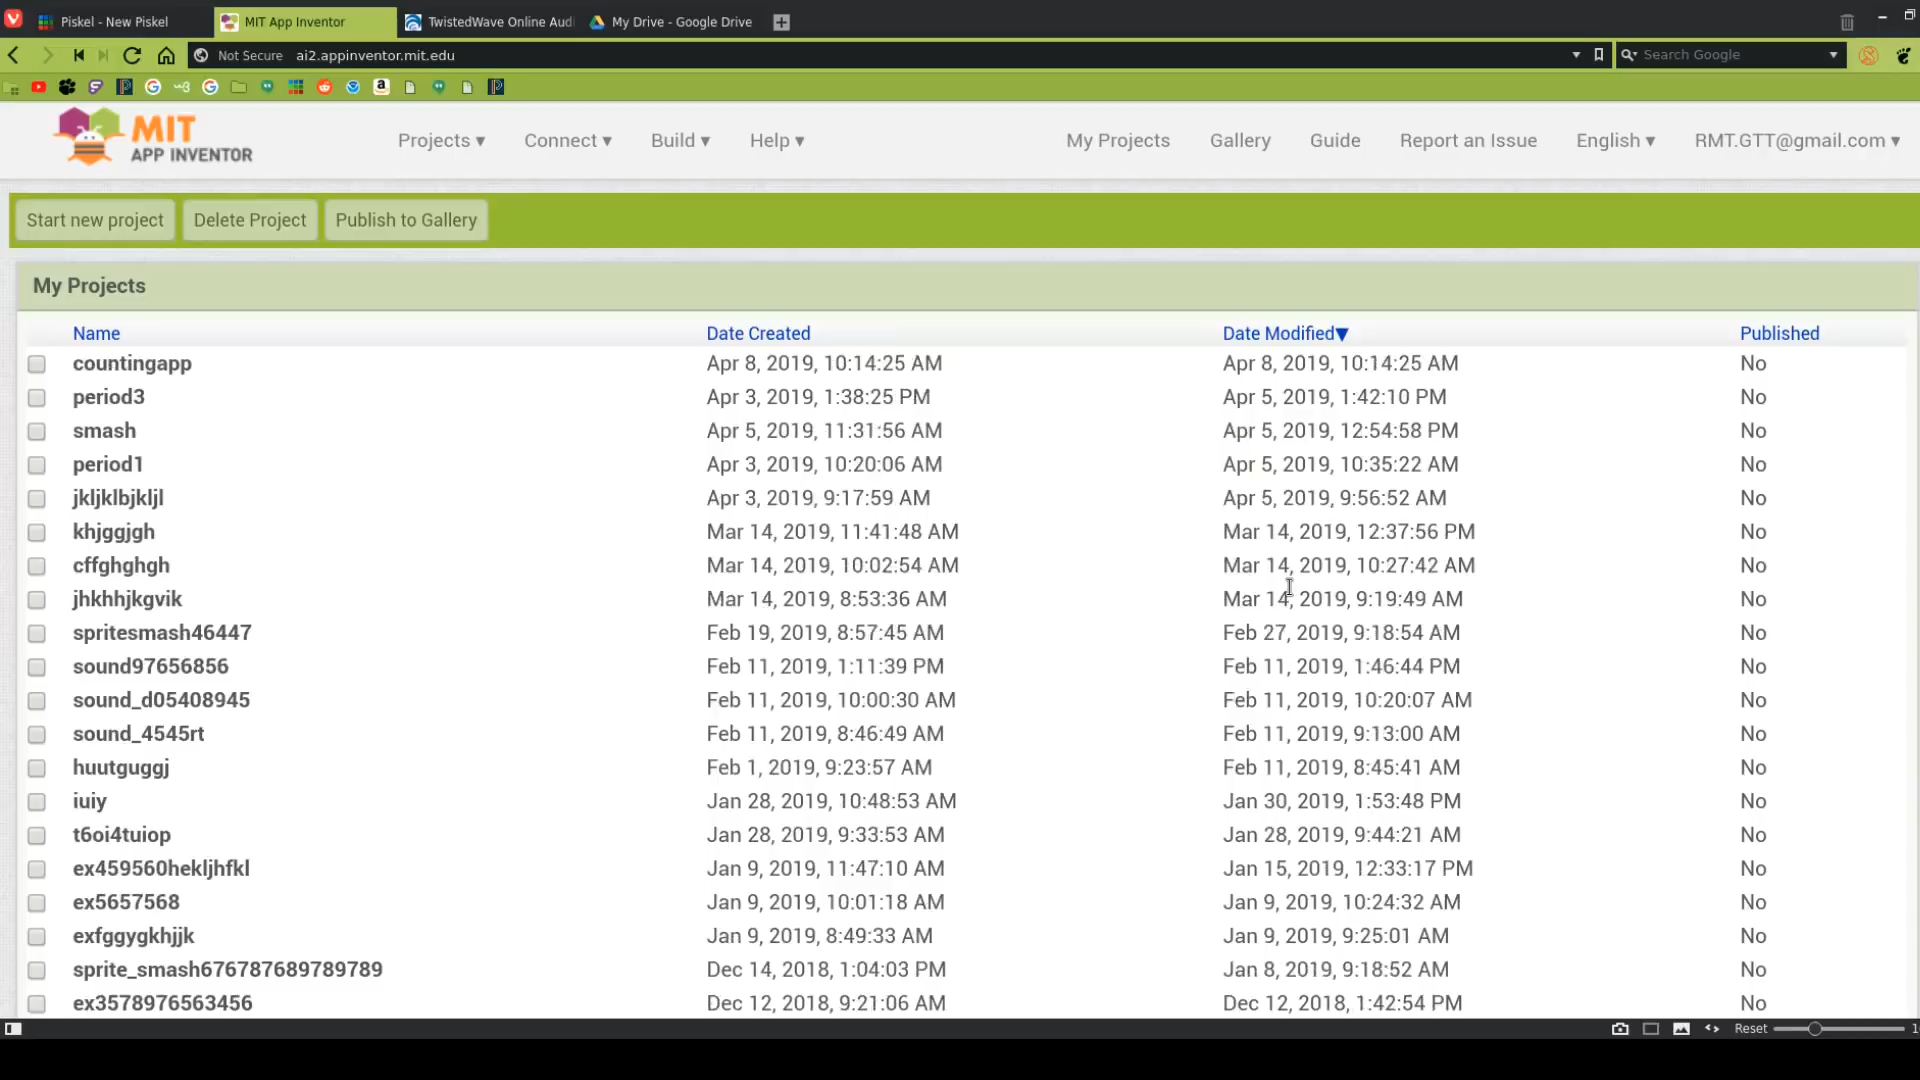 Piskel - New Piskel MIT App Inventor TwistedWave Online Aud My Drive - Google Drive
Not Secure ai2.appinventor.mit.edu Search Google
MIT APP INVENTOR Projects ▾ Connect ▾ Build ▾ Help ▾ My Projects Gallery Guide Report an Issue English ▾ RMT.GTT@gmail.com ▾
Start new project Delete Project Publish to Gallery
My Projects
Name Date Created Date Modified▼ Published
countingapp Apr 8, 2019, 10:14:25 AM Apr 8, 2019, 10:14:25 AM No
period3 Apr 3, 2019, 1:38:25 PM Apr 5, 2019, 1:42:10 PM No
smash Apr 5, 2019, 11:31:56 AM Apr 5, 2019, 12:54:58 PM No
period1 Apr 3, 2019, 10:20:06 AM Apr 5, 2019, 10:35:22 AM No
jkljklbjkljl Apr 3, 2019, 9:17:59 AM Apr 5, 2019, 9:56:52 AM No
khjggjgh Mar 14, 2019, 11:41:48 AM Mar 14, 2019, 12:37:56 PM No
cffghghgh Mar 14, 2019, 10:02:54 AM Mar 14, 2019, 10:27:42 AM No
jhkhhjkgvik Mar 14, 2019, 8:53:36 AM Mar 14, 2019, 9:19:49 AM No
spritesmash46447 Feb 19, 2019, 8:57:45 AM Feb 27, 2019, 9:18:54 AM No
sound97656856 Feb 11, 2019, 1:11:39 PM Feb 11, 2019, 1:46:44 PM No
sound_d05408945 Feb 11, 2019, 10:00:30 AM Feb 11, 2019, 10:20:07 AM No
sound_4545rt Feb 11, 2019, 8:46:49 AM Feb 11, 2019, 9:13:00 AM No
huutguggj Feb 1, 2019, 9:23:57 AM Feb 11, 2019, 8:45:41 AM No
iuiy Jan 28, 2019, 10:48:53 AM Jan 30, 2019, 1:53:48 PM No
t6oi4tuiop Jan 28, 2019, 9:33:53 AM Jan 28, 2019, 9:44:21 AM No
ex459560hekljhfkl Jan 9, 2019, 11:47:10 AM Jan 15, 2019, 12:33:17 PM No
ex5657568 Jan 9, 2019, 10:01:18 AM Jan 9, 2019, 10:24:32 AM No
exfggygkhjjk Jan 9, 2019, 8:49:33 AM Jan 9, 2019, 9:25:01 AM No
sprite_smash676787689789789 Dec 14, 2018, 1:04:03 PM Jan 8, 2019, 9:18:52 AM No
ex3578976563456 Dec 12, 2018, 9:21:06 AM Dec 12, 2018, 1:42:54 PM No
Reset